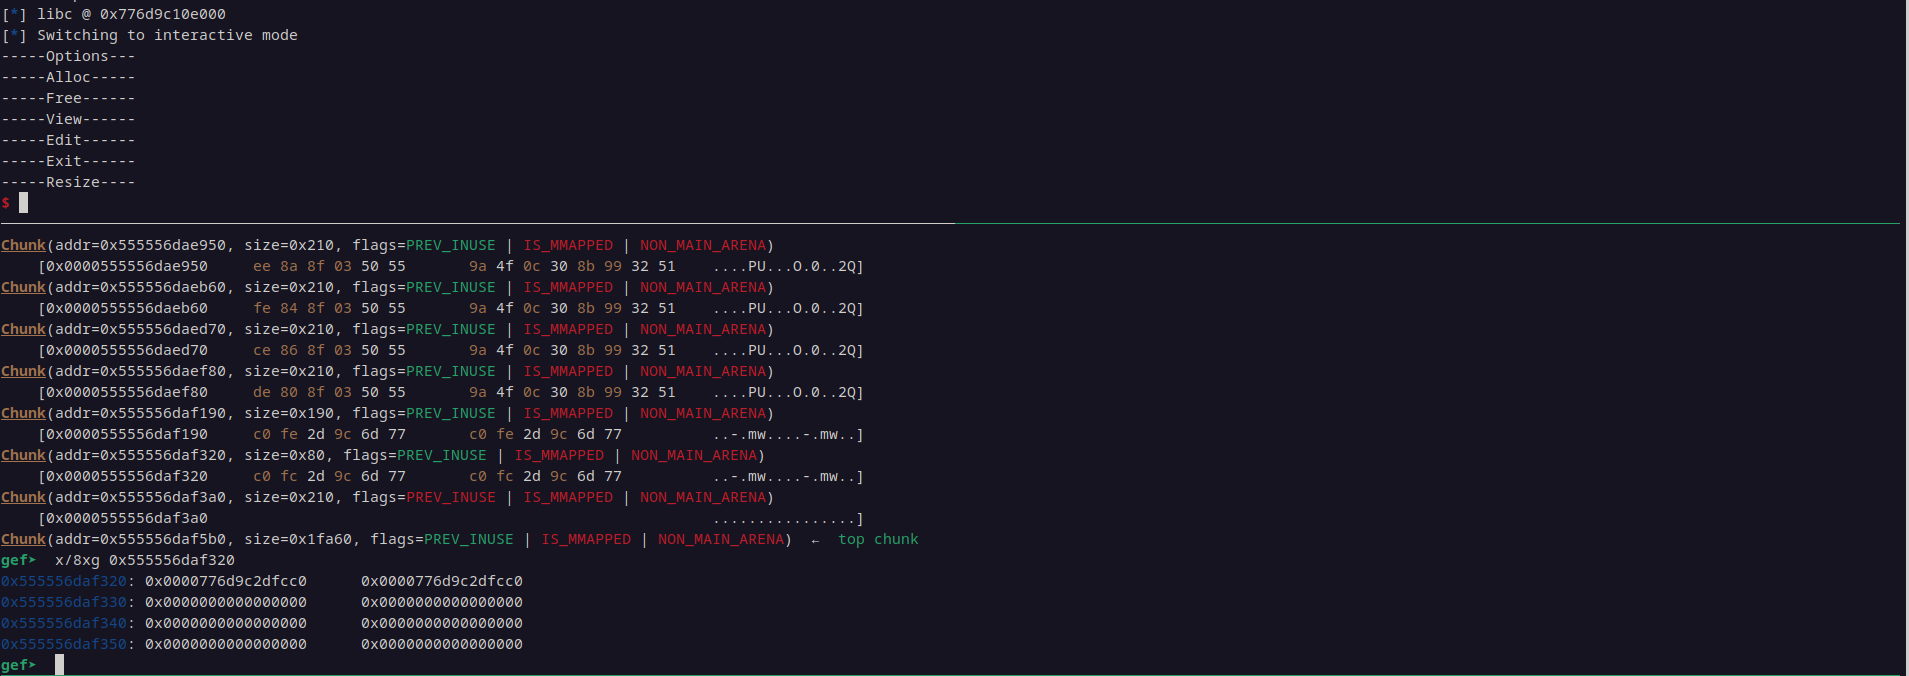 [*] libc @ 0x776d9c10e000
[*] Switching to interactive mode
-----Options---
-----Alloc-----
-----Free------
-----View------
-----Edit------
-----Exit------
-----Resize----
$
Chunk(addr=0x555556dae950, size=0x210, flags=PREV_INUSE | IS_MMAPPED | NON_MAIN_ARENA)
    [0x0000555556dae950     ee 8a 8f 03 50 55       9a 4f 0c 30 8b 99 32 51    ....PU...O.0..2Q]
Chunk(addr=0x555556daeb60, size=0x210, flags=PREV_INUSE | IS_MMAPPED | NON_MAIN_ARENA)
    [0x0000555556daeb60     fe 84 8f 03 50 55       9a 4f 0c 30 8b 99 32 51    ....PU...O.0..2Q]
Chunk(addr=0x555556daed70, size=0x210, flags=PREV_INUSE | IS_MMAPPED | NON_MAIN_ARENA)
    [0x0000555556daed70     ce 86 8f 03 50 55       9a 4f 0c 30 8b 99 32 51    ....PU...O.0..2Q]
Chunk(addr=0x555556daef80, size=0x210, flags=PREV_INUSE | IS_MMAPPED | NON_MAIN_ARENA)
    [0x0000555556daef80     de 80 8f 03 50 55       9a 4f 0c 30 8b 99 32 51    ....PU...O.0..2Q]
Chunk(addr=0x555556daf190, size=0x190, flags=PREV_INUSE | IS_MMAPPED | NON_MAIN_ARENA)
    [0x0000555556daf190     c0 fe 2d 9c 6d 77       c0 fe 2d 9c 6d 77          ..-.mw....-.mw..]
Chunk(addr=0x555556daf320, size=0x80, flags=PREV_INUSE | IS_MMAPPED | NON_MAIN_ARENA)
    [0x0000555556daf320     c0 fc 2d 9c 6d 77       c0 fc 2d 9c 6d 77          ..-.mw....-.mw..]
Chunk(addr=0x555556daf3a0, size=0x210, flags=PREV_INUSE | IS_MMAPPED | NON_MAIN_ARENA)
    [0x0000555556daf3a0                                                        ................]
Chunk(addr=0x555556daf5b0, size=0x1fa60, flags=PREV_INUSE | IS_MMAPPED | NON_MAIN_ARENA)  ←  top chunk
gef➤  x/8xg 0x555556daf320
0x555556daf320: 0x0000776d9c2dfcc0      0x0000776d9c2dfcc0
0x555556daf330: 0x0000000000000000      0x0000000000000000
0x555556daf340: 0x0000000000000000      0x0000000000000000
0x555556daf350: 0x0000000000000000      0x0000000000000000
gef➤